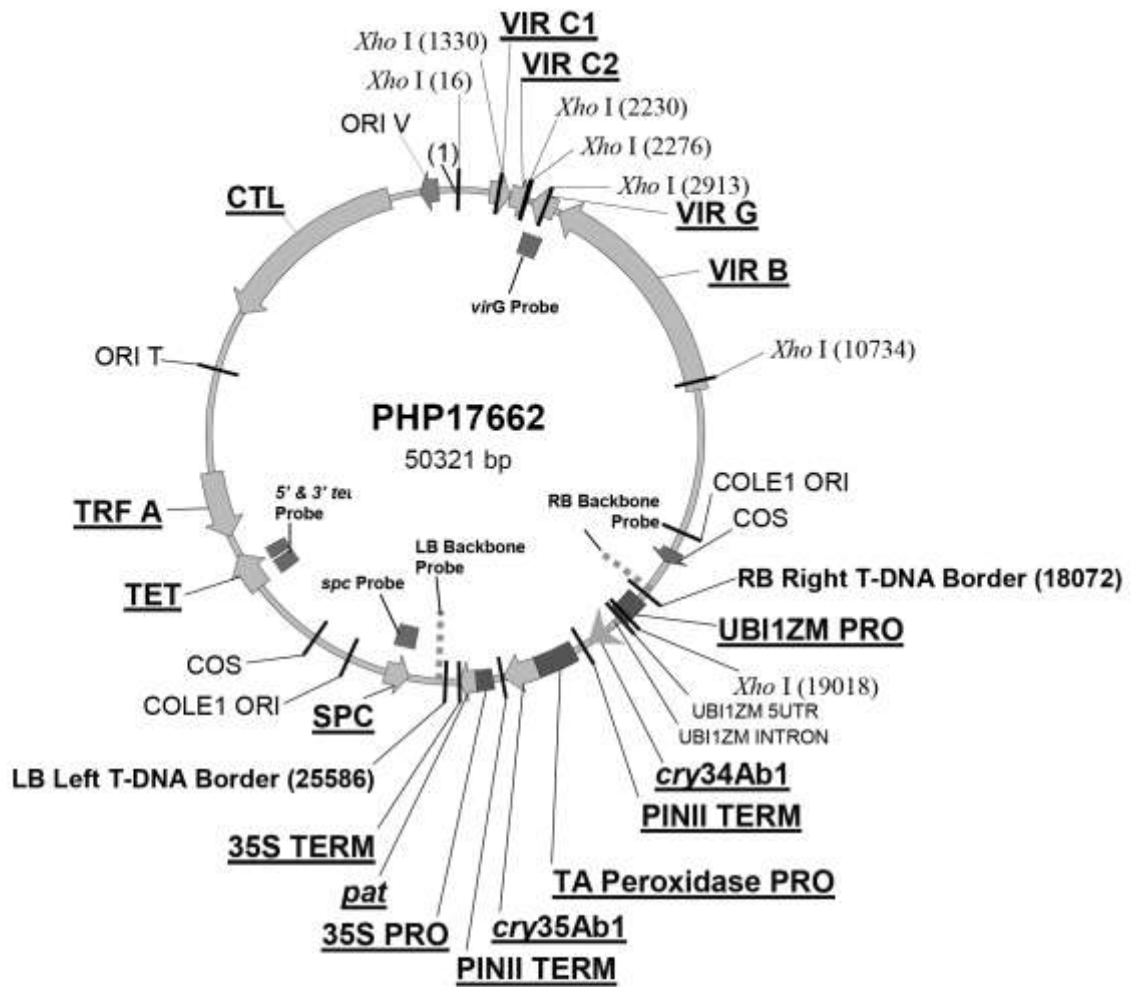 VIR C1
Xho I (1330)
VIR C2
Xho I (16)
Xho I (2230)
ORI V
Xho I (2276)
(1)
Xho I (2913)
CTL
VIR G
VIR B
virG Probe
ORI T
Xho I (10734)
PHP17662
50321 bp
COLE1 ORI
5' & 3' tet
Probe
RB Backbone
Probe
TRF A
COS
LB Backbone
Probe
spc Probe
RB Right T-DNA Border (18072)
TET
UBI1ZM PRO
COS
Xho I (19018)
COLE1 ORI
SPC
UBI1ZM 5UTR
UBI1ZM INTRON
LB Left T-DNA Border (25586)
cry34Ab1
PINII TERM
35S TERM
TA Peroxidase PRO
pat
cry35Ab1
35S PRO
PINII TERM